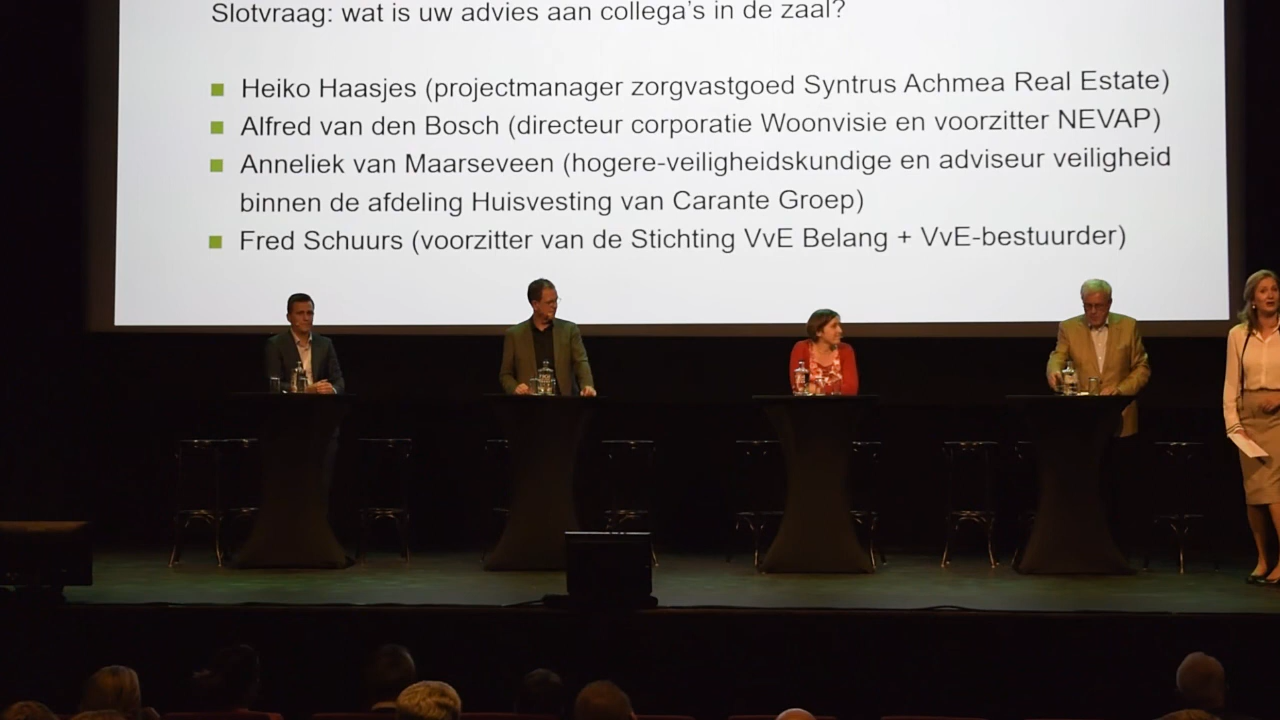 Slotvraag: wat is uw advies aan collega's in de zaal?
Heiko Haasjes (projectmanager zorgvastgoed Syntrus Achmea Real Estate)
Alfred van den Bosch (directeur corporatie Woonvisie en voorzitter NEVAP)
Anneliek van Maarseveen (hogere-veiligheidskundige en adviseur veiligheid
binnen de afdeling Huisvesting van Carante Groep)
Fred Schuurs (voorzitter van de Stichting VvE Belang + VvE-bestuurder)